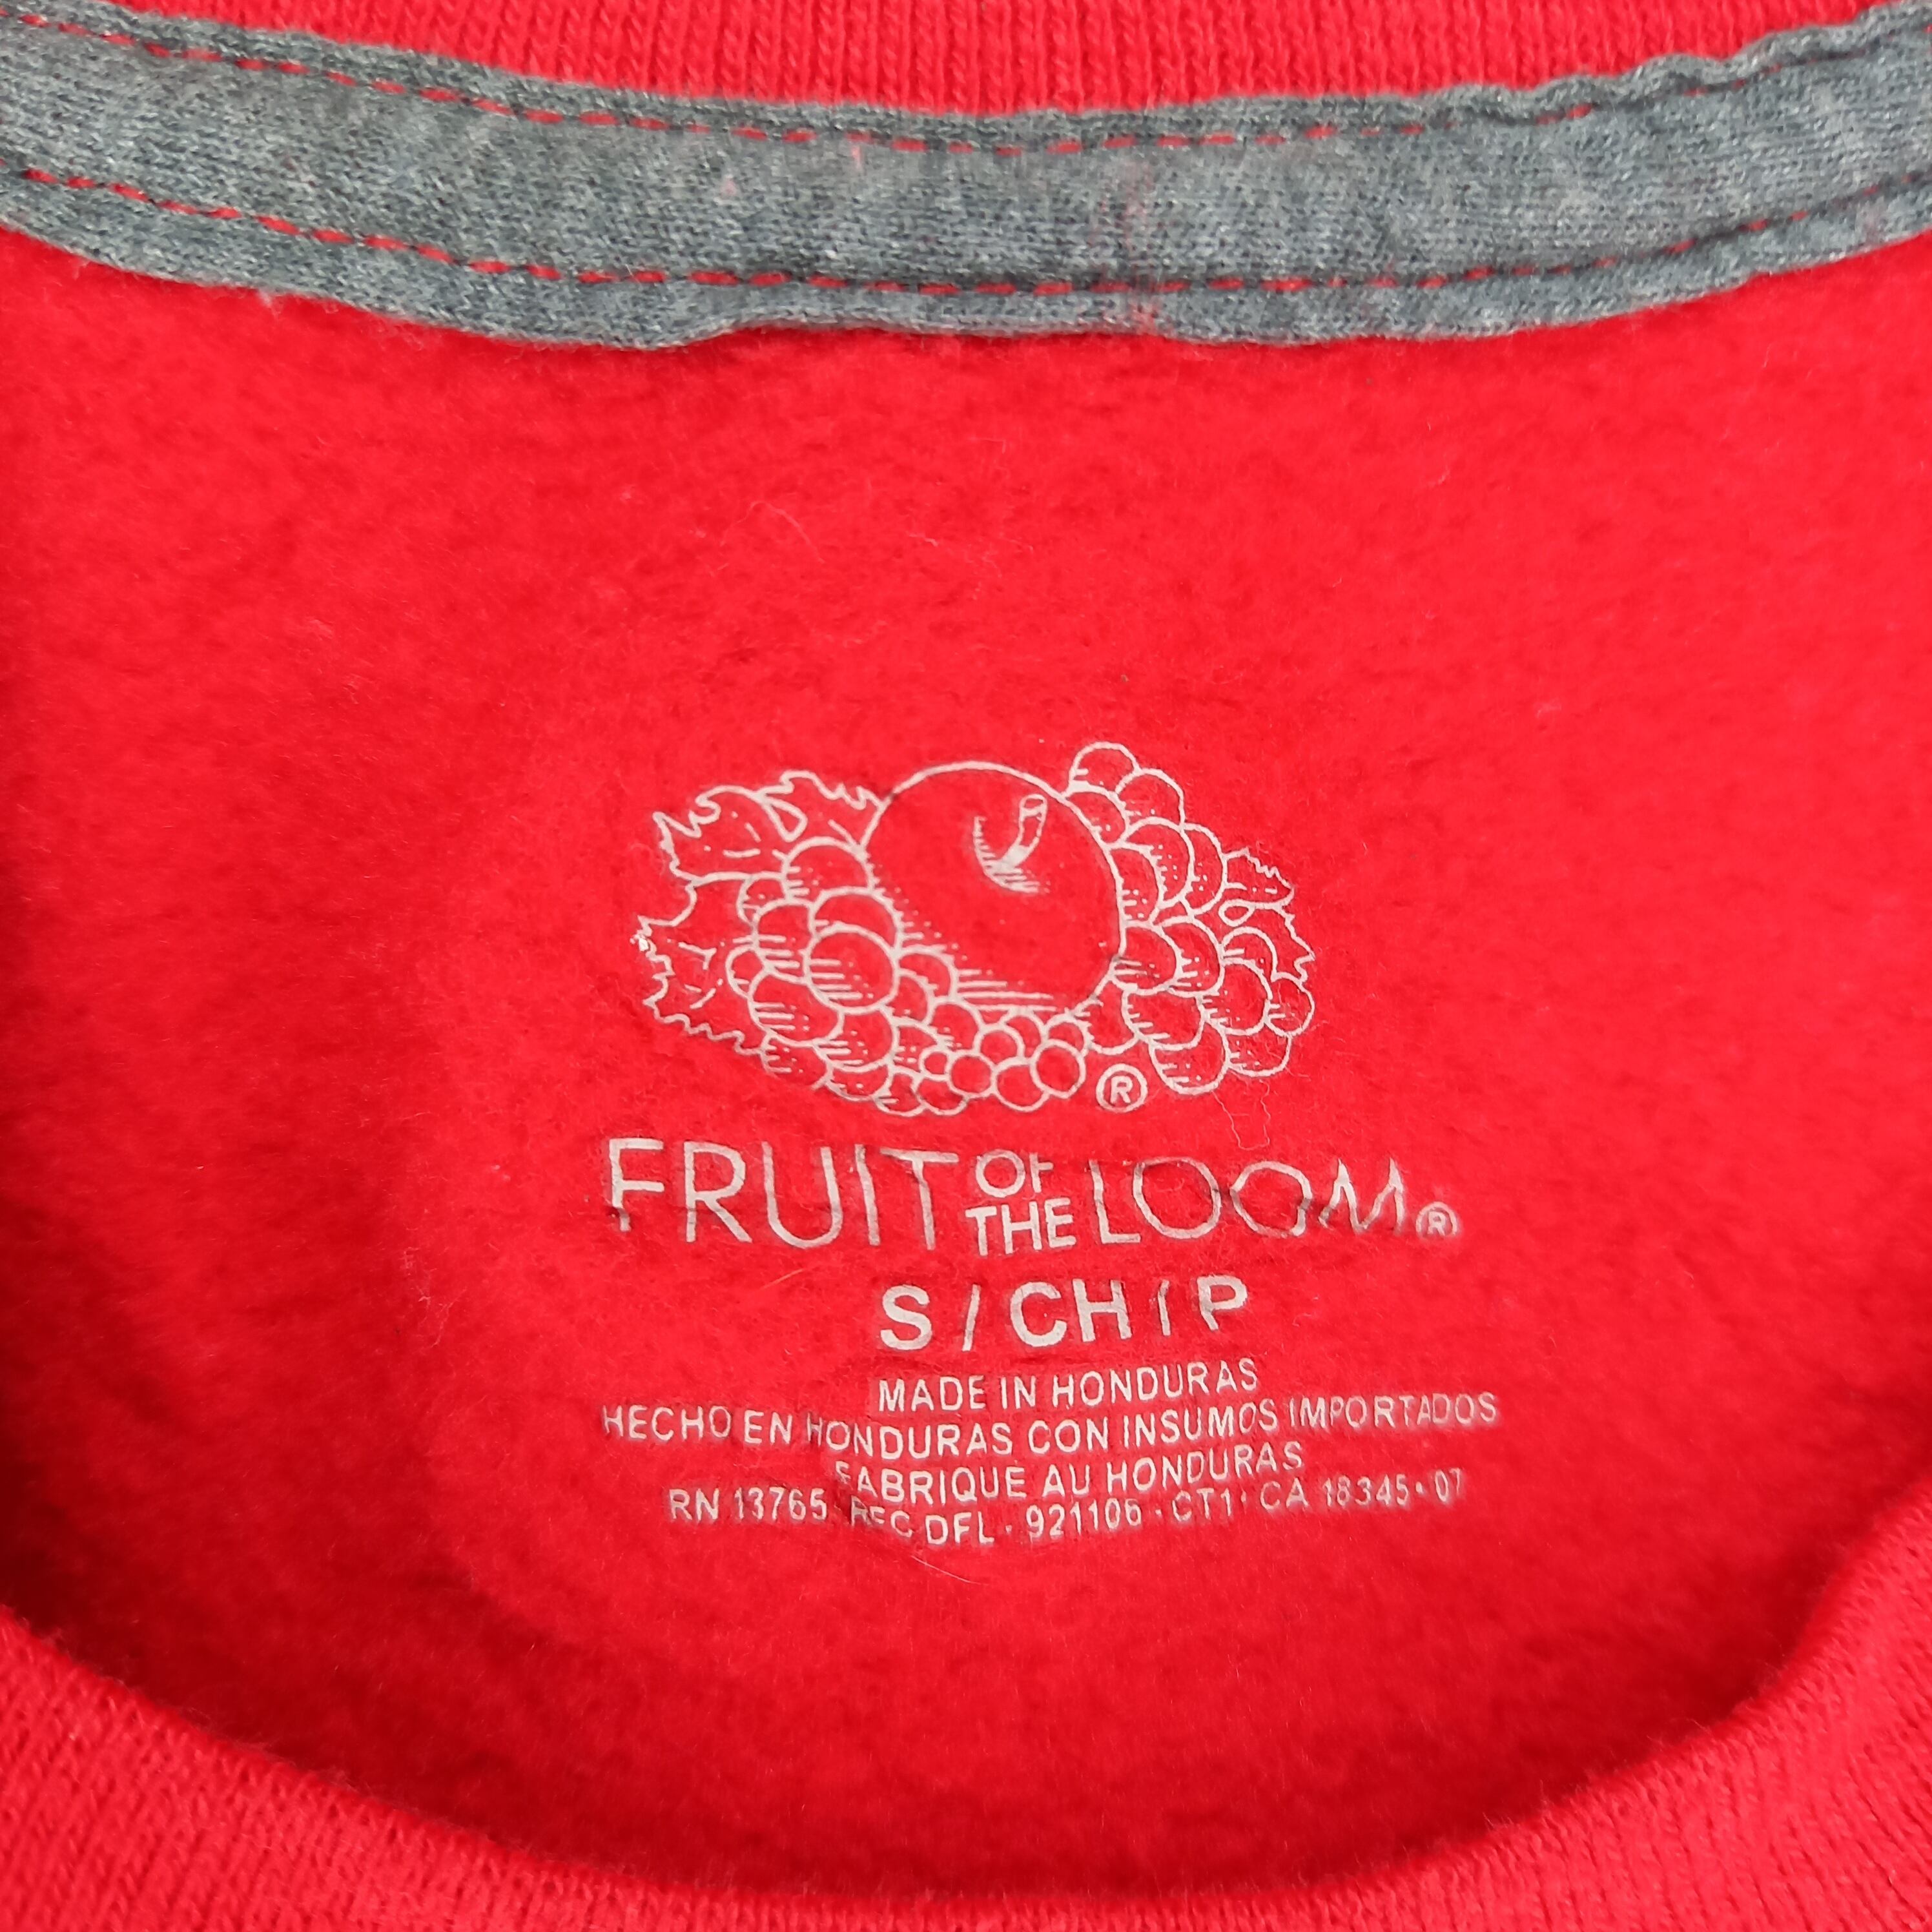 ®
FRUIT OF THE LOOM®
S / CH / P
MADE IN HONDURAS
HECHO EN HONDURAS CON INSUMOS IMPORTADOS
FABRIQUE AU HONDURAS
RN 13765 REG DFL · 921106 · CT1 · CA 18345 · 07